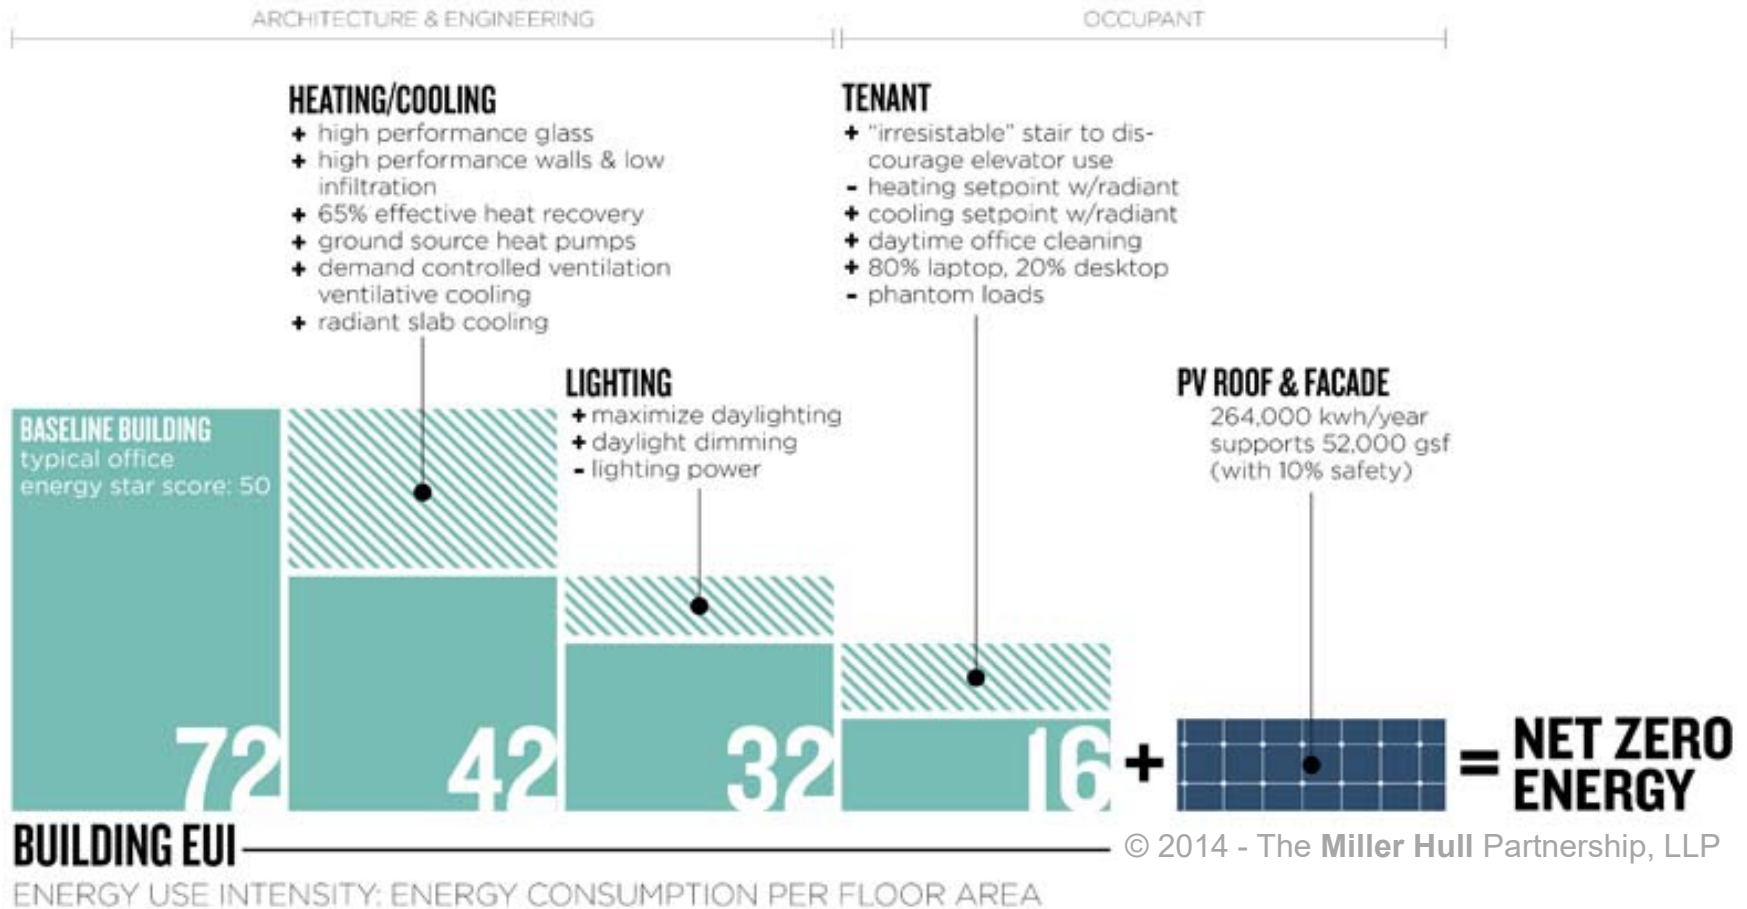 ARCHITECTURE & ENGINEERING
OCCUPANT
HEATING/COOLING
+ high performance glass
+ high performance walls & low
infiltration
+ 65% effective heat recovery
+ ground source heat pumps
+ demand controlled ventilation
ventilative cooling
+ radiant slab cooling
TENANT
+ “irresistable” stair to dis-
courage elevator use
- heating setpoint w/radiant
+ cooling setpoint w/radiant
+ daytime office cleaning
+ 80% laptop, 20% desktop
- phantom loads
LIGHTING
+ maximize daylighting
+ daylight dimming
- lighting power
PV ROOF & FACADE
264,000 kwh/year
supports 52,000 gsf
(with 10% safety)
BASELINE BUILDING
typical office
energy star score: 50
72
42
32
16
+
=
NET ZERO
ENERGY
BUILDING EUI
© 2014 - The Miller Hull Partnership, LLP
ENERGY USE INTENSITY: ENERGY CONSUMPTION PER FLOOR AREA